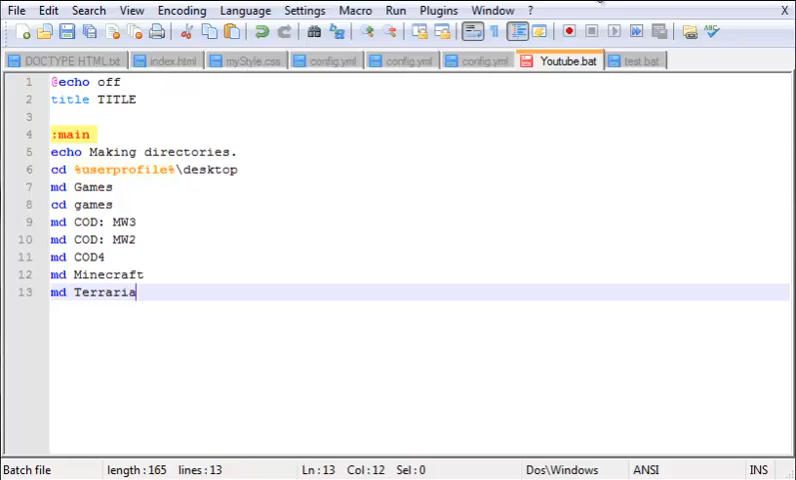 File Edit Search View Encoding Language Settings Macro Run Plugins Window ? X
DOCTYPE HTML.txt index.html myStyle.css config.yml config.yml config.yml Youtube.bat test.bat
1 @echo off
2 title TITLE
3
4 :main
5 echo Making directories.
6 cd %userprofile%\desktop
7 md Games
8 cd games
9 md COD: MW3
10 md COD: MW2
11 md COD4
12 md Minecraft
13 md Terraria
Batch file length:165 lines:13 Ln:13 Col:12 Sel:0 Dos\Windows ANSI INS